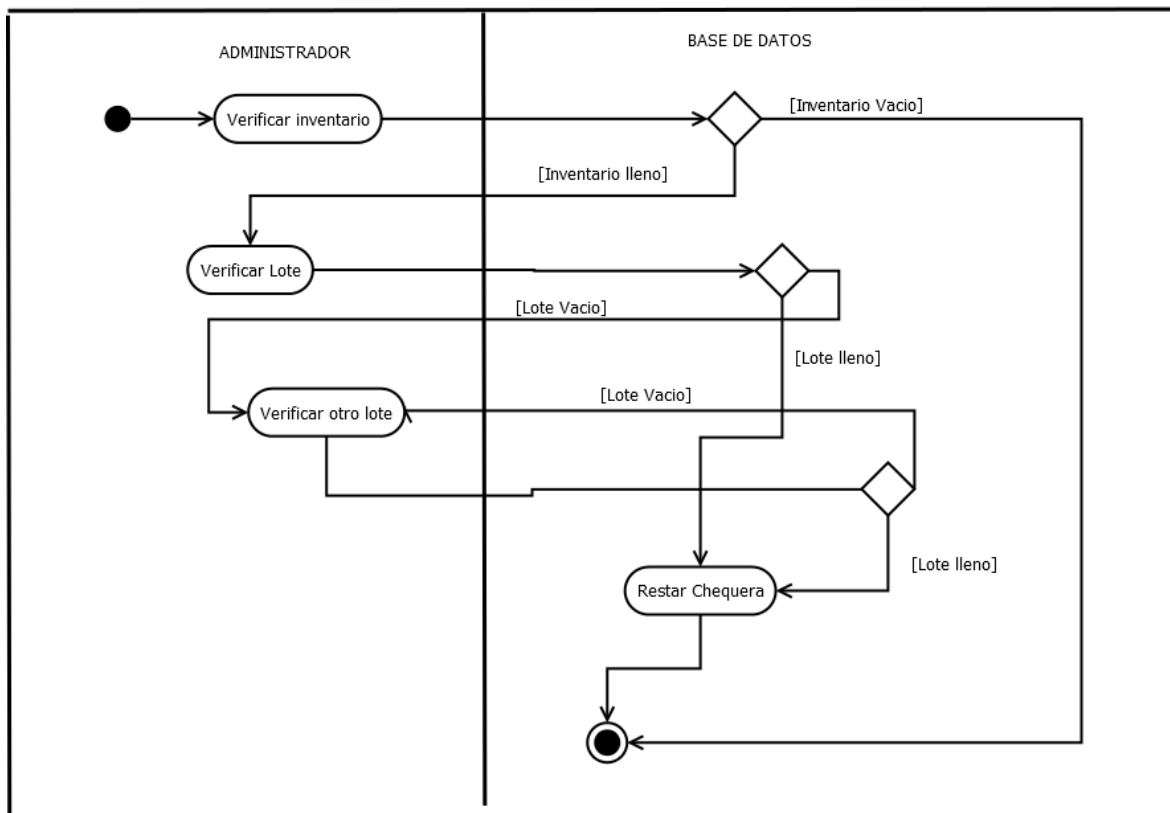 ADMINISTRADOR
BASE DE DATOS
Verificar inventario
[Inventario Vacio]
[Inventario lleno]
Verificar Lote
[Lote Vacio]
[Lote lleno]
Verificar otro lote
[Lote Vacio]
[Lote lleno]
Restar Chequera